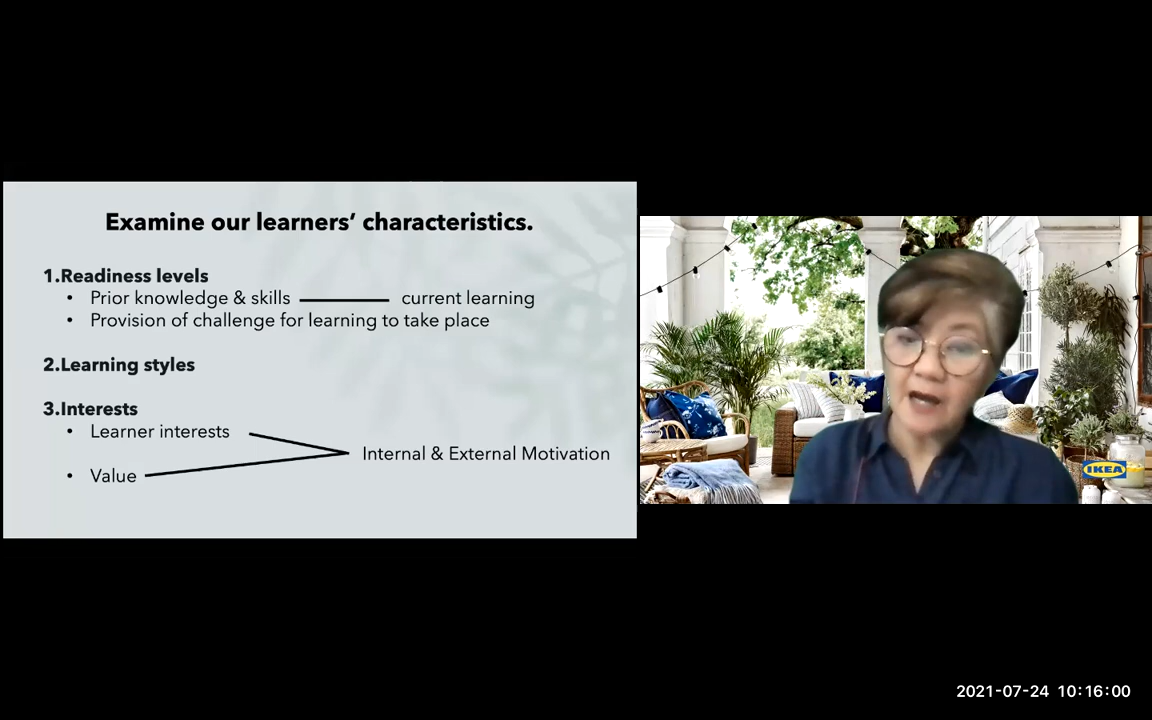 Examine our learners’ characteristics.
1.Readiness levels
• Prior knowledge & skills current learning
• Provision of challenge for learning to take place
2.Learning styles
3.Interests
• Learner interests
Internal & External Motivation
• Value
IKEA
2021-07-24 10:16:00